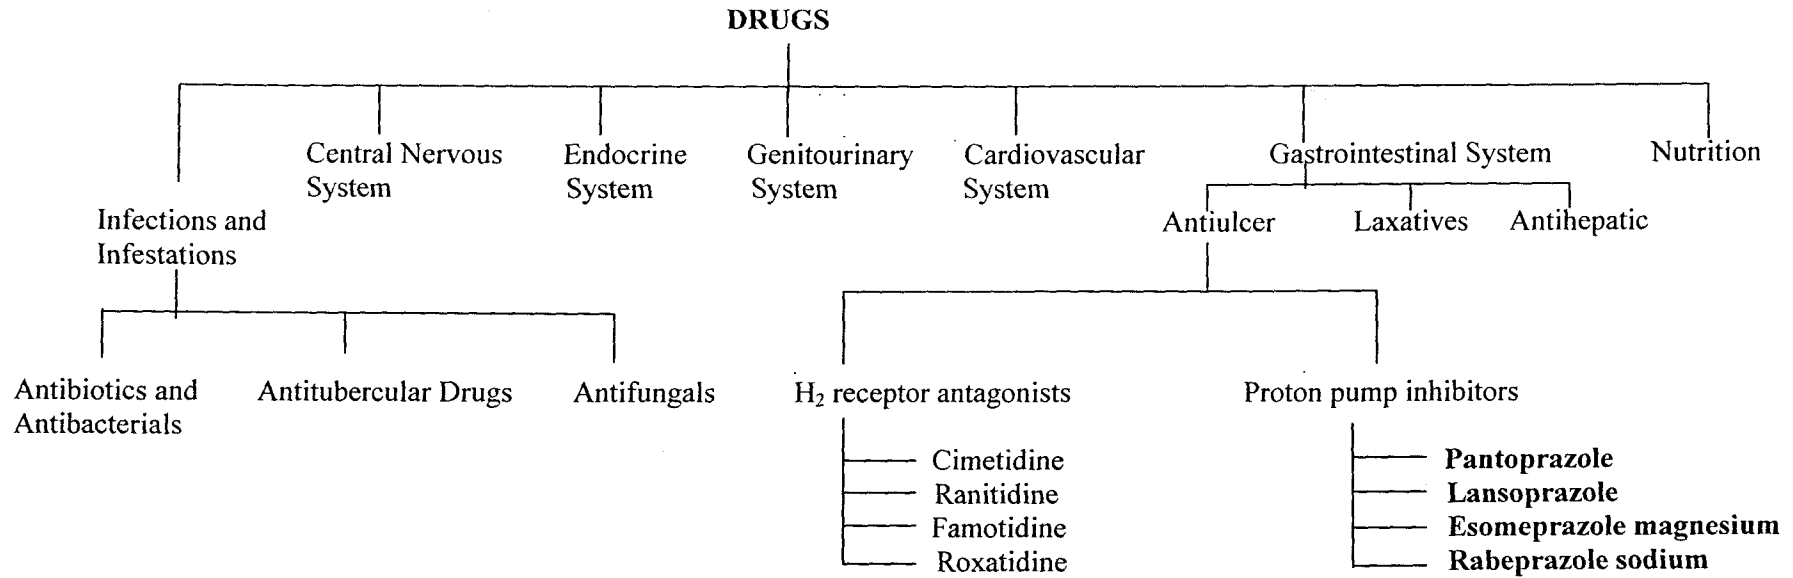 DRUGS
Central Nervous
System
Endocrine
System
Genitourinary
System
Cardiovascular
System
Gastrointestinal System
Nutrition
Infections and
Infestations
Antiulcer
Laxatives
Antihepatic
Antibiotics and
Antibacterials
Antitubercular Drugs
Antifungals
H₂ receptor antagonists
Proton pump inhibitors
Cimetidine
Ranitidine
Famotidine
Roxatidine
Pantoprazole
Lansoprazole
Esomeprazole magnesium
Rabeprazole sodium